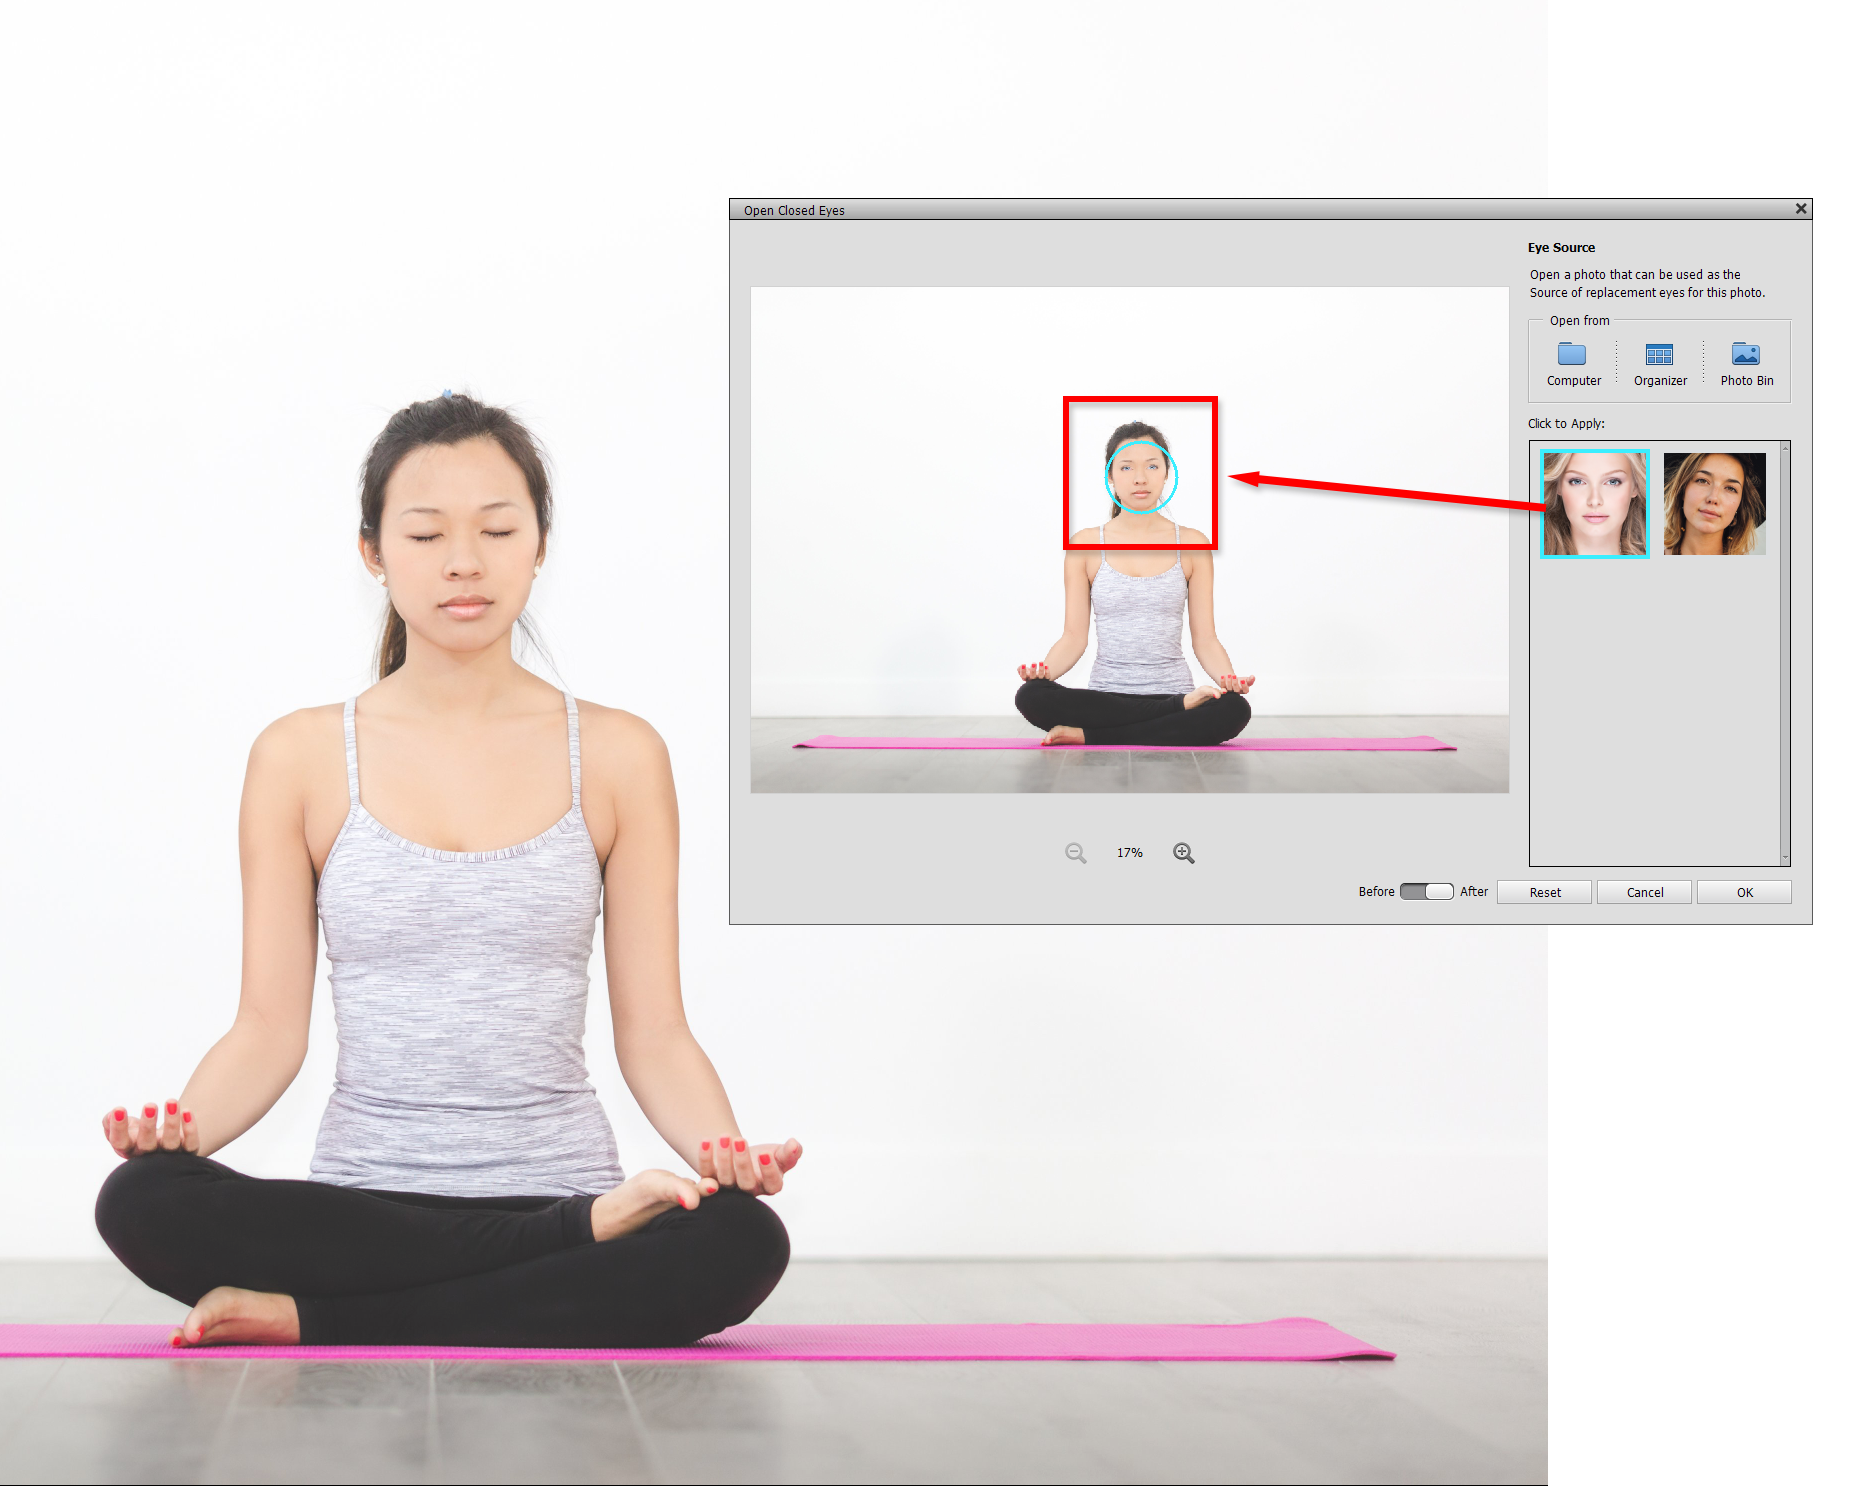 Open Closed Eyes
Eye Source
Open a photo that can be used as the
Source of replacement eyes for this photo.
Open from
Computer
Organizer
Photo Bin
Click to Apply:
17%
Before
After
Reset
Cancel
OK